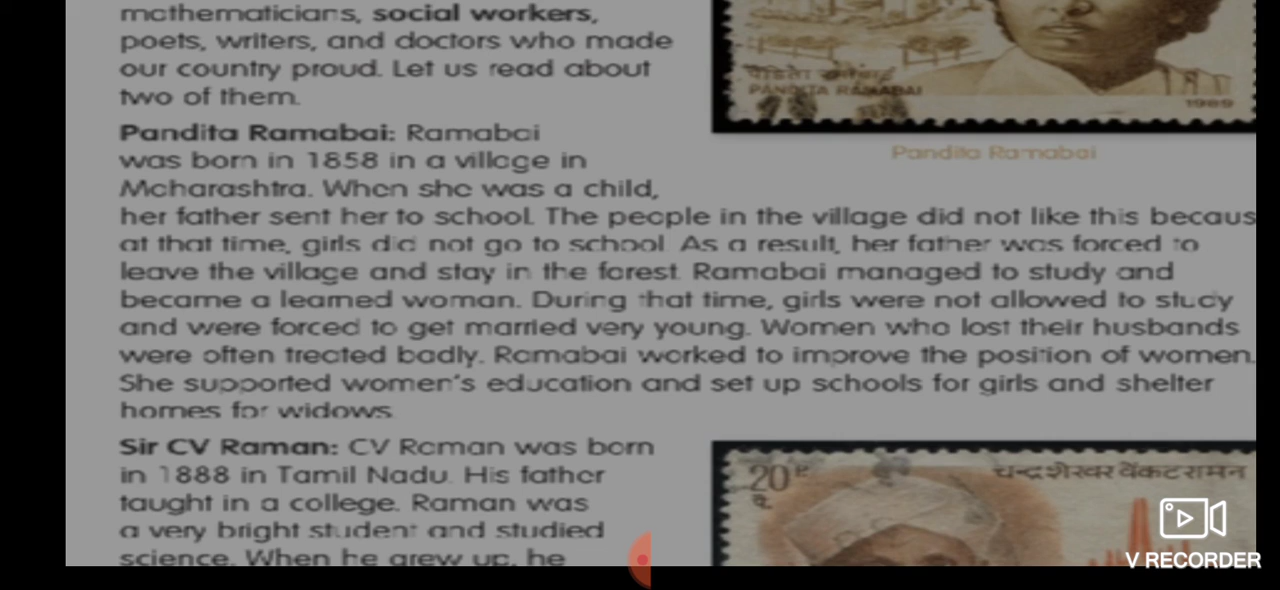 mathematicians, social workers,
poets, writers, and doctors who made
our country proud. Let us read about
two of them.
PANDITA RAMABAI
1989
Pandita Ramabai
Pandita Ramabai: Ramabai
was born in 1858 in a village in
Maharashtra. When she was a child,
her father sent her to school. The people in the village did not like this becaus
at that time, girls did not go to school. As a result, her father was forced to
leave the village and stay in the forest. Ramabai managed to study and
became a learned woman. During that time, girls were not allowed to study
and were forced to get married very young. Women who lost their husbands
were often treated badly. Ramabai worked to improve the position of women.
She supported women's education and set up schools for girls and shelter
homes for widows.
Sir CV Raman: CV Raman was born
in 1888 in Tamil Nadu. His father
taught in a college. Raman was
a very bright student and studied
science. When he grew up, he
20
चन्द्रशेखर वेंकटरामन
V RECORDER